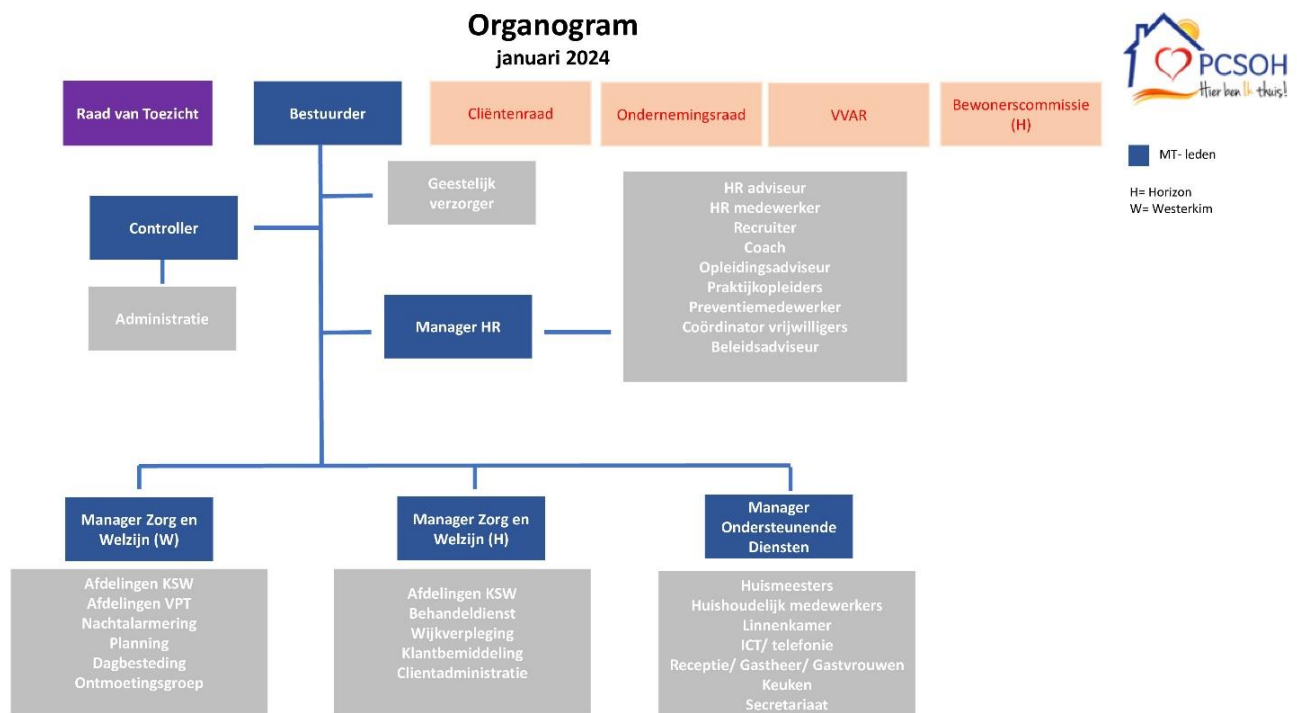 Organogram
januari 2024
PCSOH
Hier ben Ik thuis!
Raad van Toezicht
Bestuurder
Cliëntenraad
Ondernemingsraad
VVAR
Bewonerscommissie
(H)
MT- leden
H= Horizon
W= Westerkim
Geestelijk
verzorger
Controller
Administratie
Manager HR
HR adviseur
HR medewerker
Recruiter
Coach
Opleidingsadviseur
Praktijkopleiders
Preventiemedewerker
Coördinator vrijwilligers
Beleidsadviseur
Manager Zorg en
Welzijn (W)
Afdelingen KSW
Afdelingen VPT
Nachtalarmering
Planning
Dagbesteding
Ontmoetingsgroep
Manager Zorg en
Welzijn (H)
Afdelingen KSW
Behandeldienst
Wijkverpleging
Klantbemiddeling
Clientadministratie
Manager
Ondersteunende
Diensten
Huismeesters
Huishoudelijk medewerkers
Linnenkamer
ICT/ telefonie
Receptie/ Gastheer/ Gastvrouwen
Keuken
Secretariaat